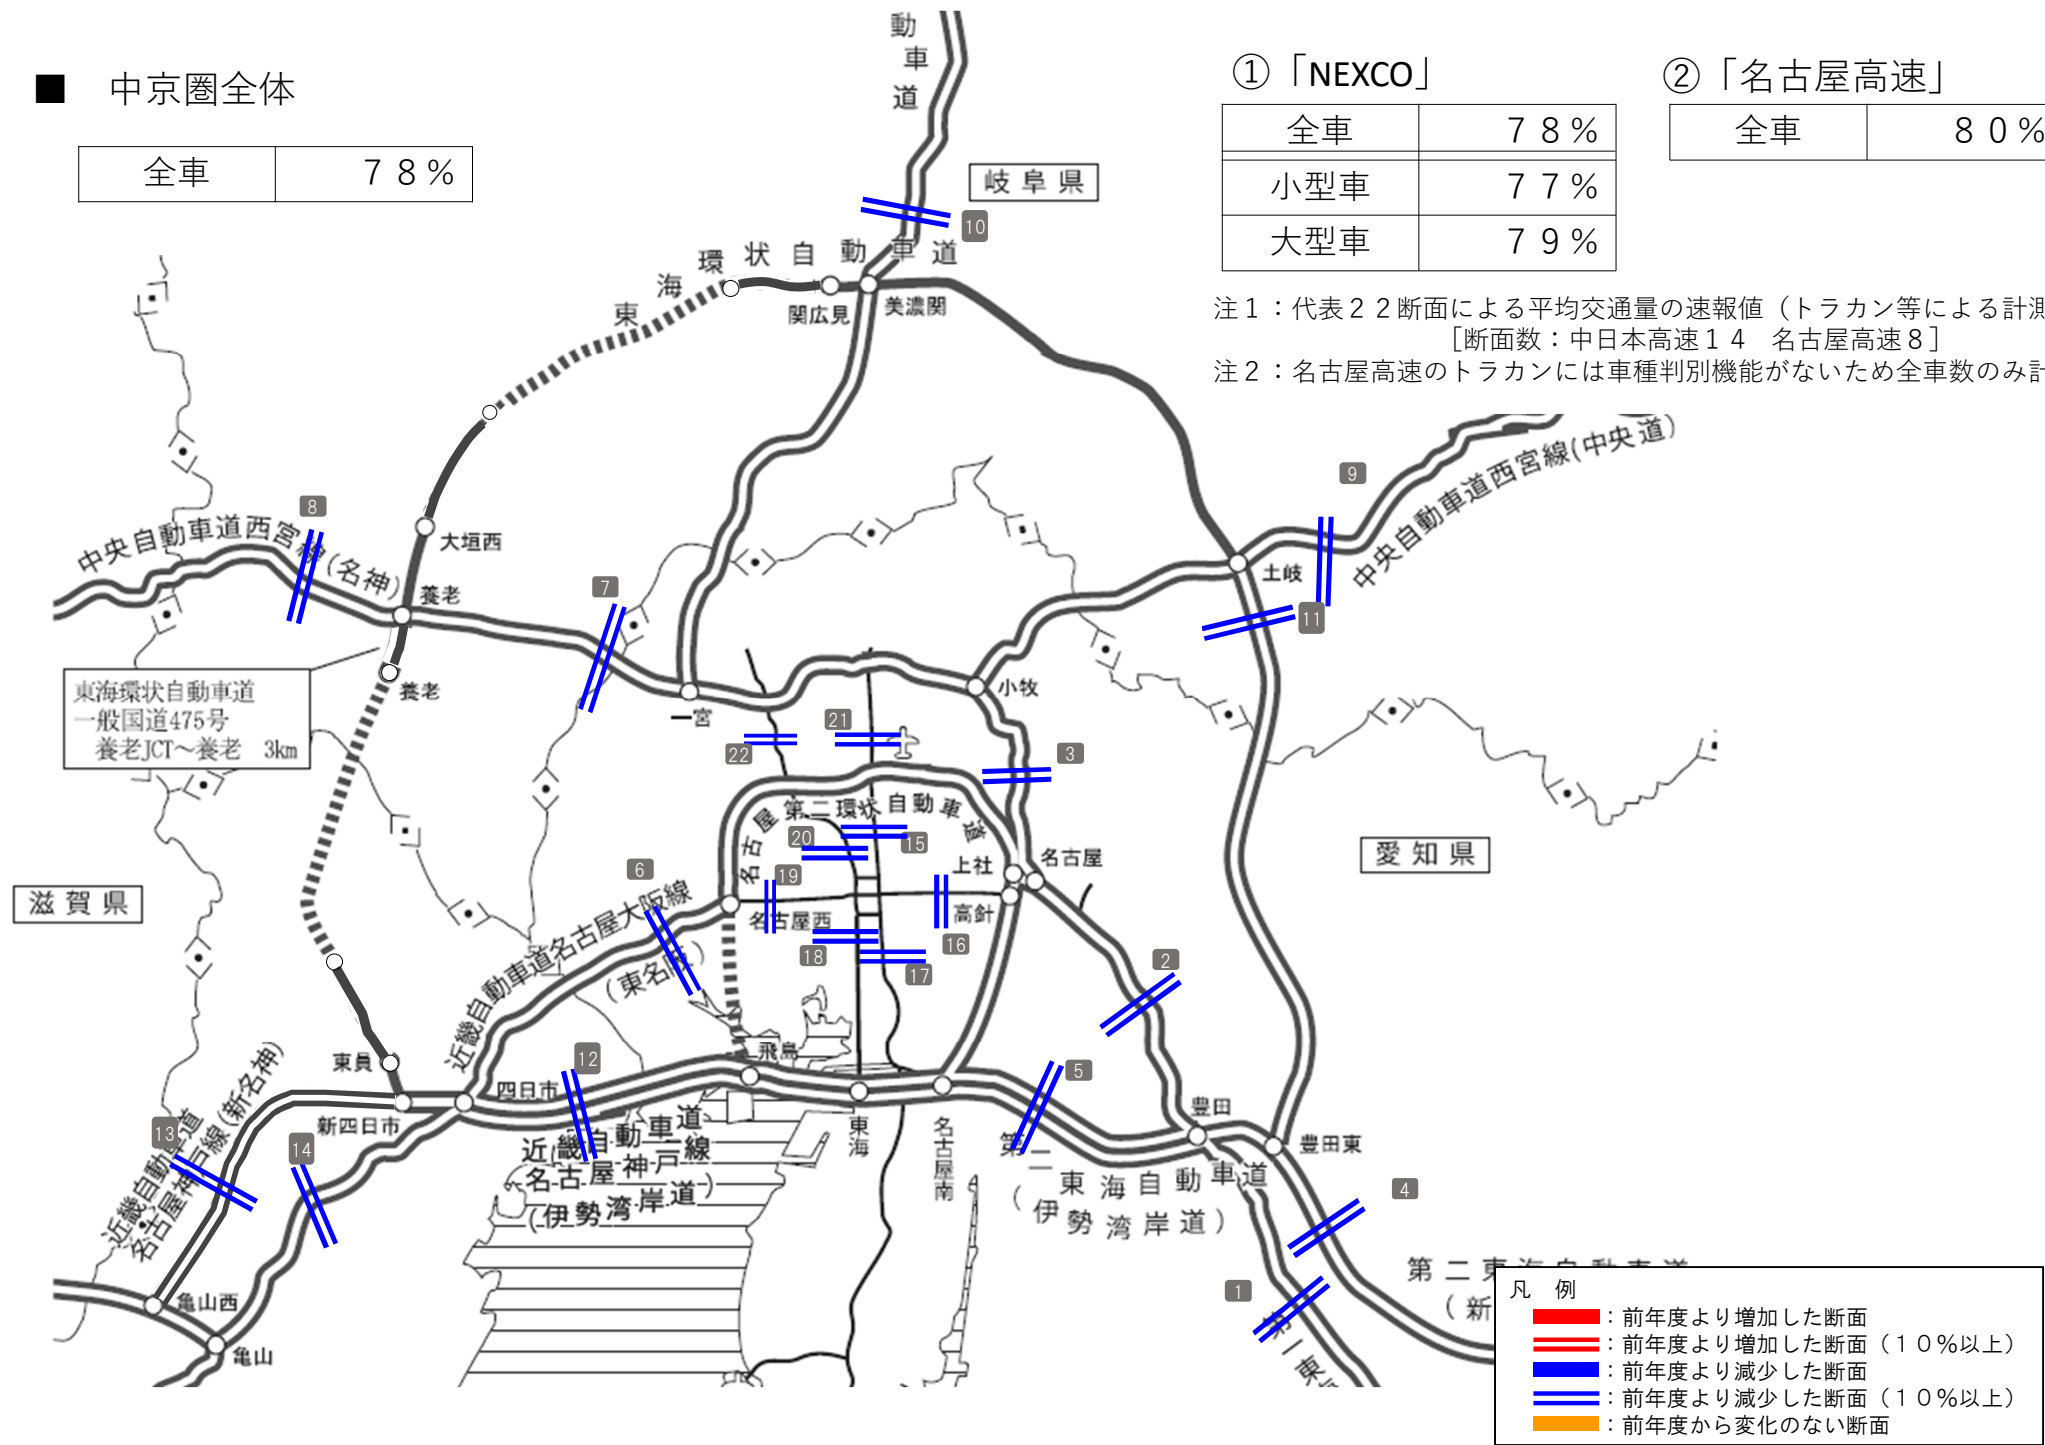 ■ 中京圏全体
全車 ７８％
①「NEXCO」
全車 ７８％
小型車 ７７％
大型車 ７９％
②「名古屋高速」
全車 ８０％
注１：代表２２断面による平均交通量の速報値（トラカン等による計測
［断面数：中日本高速１４ 名古屋高速８］
注２：名古屋高速のトラカンには車種判別機能がないため全車数のみ計
動車道
岐阜県
10
東海環状自動車道
関広見
美濃関
9
中央自動車道西宮線(中央道)
8
中央自動車道西宮線(名神)
大垣西
養老
7
土岐
11
養老
東海環状自動車道
一般国道475号
養老JCT～養老 3km
一宮
小牧
21
22
3
名古屋第二環状自動車道
20
15
上社
名古屋
愛知県
6
19
滋賀県
名古屋西
高針
16
18
17
2
近畿自動車道名古屋大阪線
(東名阪)
飛島
12
東員
四日市
5
新四日市
東海
名古屋南
豊田
豊田東
13
14
近畿自動車道
名古屋神戸線(新名神)
近畿自動車道
名古屋神戸線
(伊勢湾岸道)
第二東海自動車道
(伊勢湾岸道)
4
1
亀山西
亀山
第二東海自動車道
(新
第一東
凡 例
：前年度より増加した断面
：前年度より増加した断面（１０％以上）
：前年度より減少した断面
：前年度より減少した断面（１０％以上）
：前年度から変化のない断面